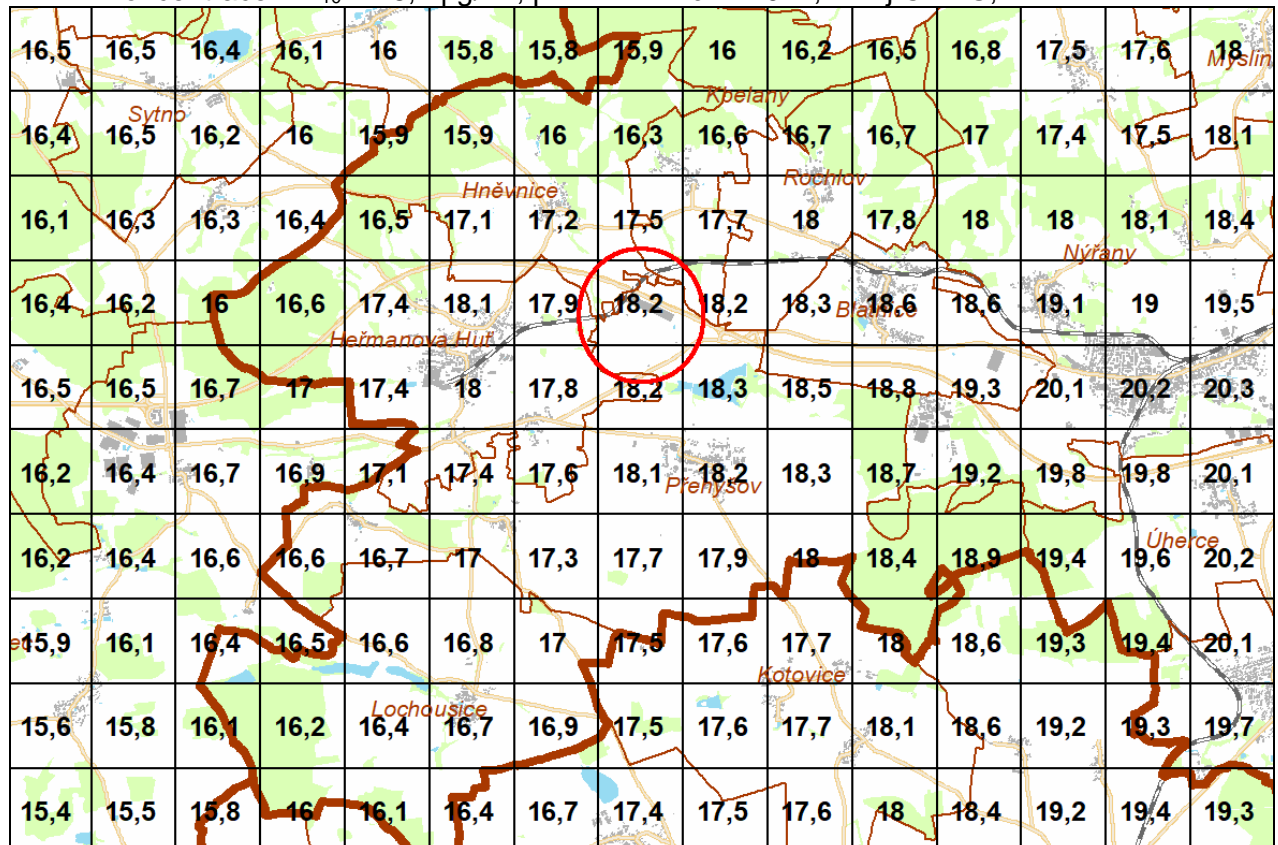 16,5 16,5 16,4 16,1 16 15,8 15,8 15,9 16 16,2 16,5 16,8 17,5 17,6 18
Myslin
Kbelany
Sytno
16,4 16,5 16,2 16 15,9 15,9 16 16,3 16,6 16,7 16,7 17 17,4 17,5 18,1
Rochlov
Hněvnice
16,1 16,3 16,3 16,4 16,5 17,1 17,2 17,5 17,7 18 17,8 18 18 18,1 18,4
Nýřany
16,4 16,2 16 16,6 17,4 18,1 17,9 18,2 18,2 18,3 18,6 18,6 19,1 19 19,5
Blatnice
Heřmanova Huť
16,5 16,5 16,7 17 17,4 18 17,8 18,2 18,3 18,5 18,8 19,3 20,1 20,2 20,3
16,2 16,4 16,7 16,9 17,1 17,4 17,6 18,1 18,2 18,3 18,7 19,2 19,8 19,8 20,1
Přehýšov
Úherce
16,2 16,4 16,6 16,6 16,7 17 17,3 17,7 17,9 18 18,4 18,9 19,4 19,6 20,2
15,9 16,1 16,4 16,5 16,6 16,8 17 17,5 17,6 17,7 18 18,6 19,3 19,4 20,1
Kotovice
Lochousice
15,6 15,8 16,1 16,2 16,4 16,7 16,9 17,5 17,6 17,7 18,1 18,6 19,2 19,3 19,7
15,4 15,5 15,8 16 16,1 16,4 16,7 17,4 17,5 17,6 18 18,4 19,2 19,4 19,3